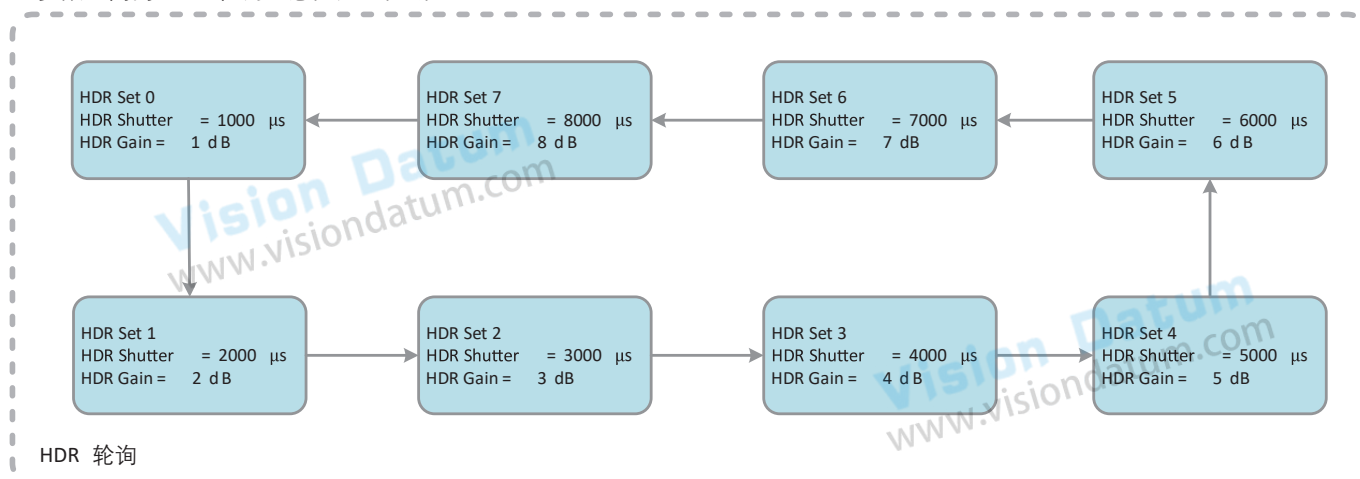 HDR Set 0
HDR Shutter = 1000 μs
HDR Gain = 1 d B
HDR Set 7
HDR Shutter = 8000 μs
HDR Gain = 8 d B
HDR Set 6
HDR Shutter = 7000 μs
HDR Gain = 7 dB
HDR Set 5
HDR Shutter = 6000 μs
HDR Gain = 6 d B
HDR Set 1
HDR Shutter = 2000 μs
HDR Gain = 2 d B
HDR Set 2
HDR Shutter = 3000 μs
HDR Gain = 3 dB
HDR Set 3
HDR Shutter = 4000 μs
HDR Gain = 4 d B
HDR Set 4
HDR Shutter = 5000 μs
HDR Gain = 5 dB
HDR 轮询
Vision Datum
www.visiondatum.com
Vision Datum
www.visiondatum.com